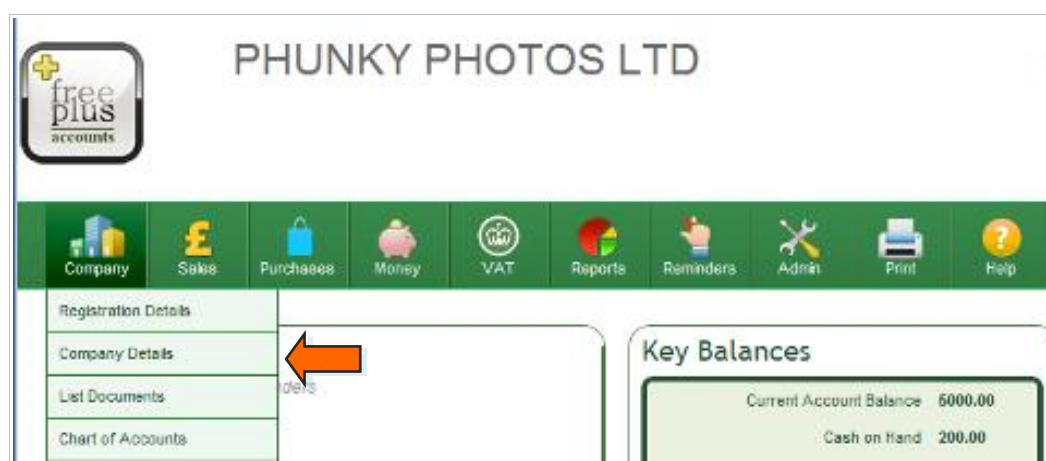 PHUNKY PHOTOS LTD
free
plus
accounts
Company Sales Purchases Money VAT Reports Reminders Admin Print Help
Registration Details
Company Details
List Documents
Chart of Accounts
nders
Key Balances
Current Account Balance 5000.00
Cash on Hand 200.00